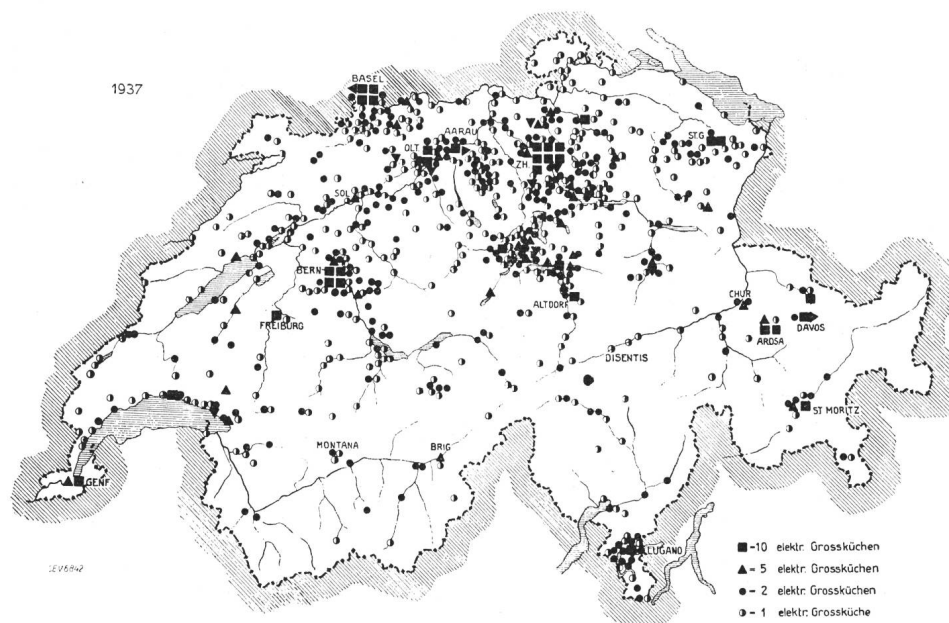 1937
BASEL
AARAU
OLT.
ZH.
ST.G.
SOL.
BERN
FREIBURG
ALTDORF
CHUR
DAVOS
AROSA
DISENTIS
ST MORITZ
MONTANA
BRIG
GENF
LUGANO
■ -10 elektr. Grossküchen
▲ - 5 elektr. Grossküchen
● - 2 elektr. Grossküchen
◑ - 1 elektr. Grossküche
SEV6842